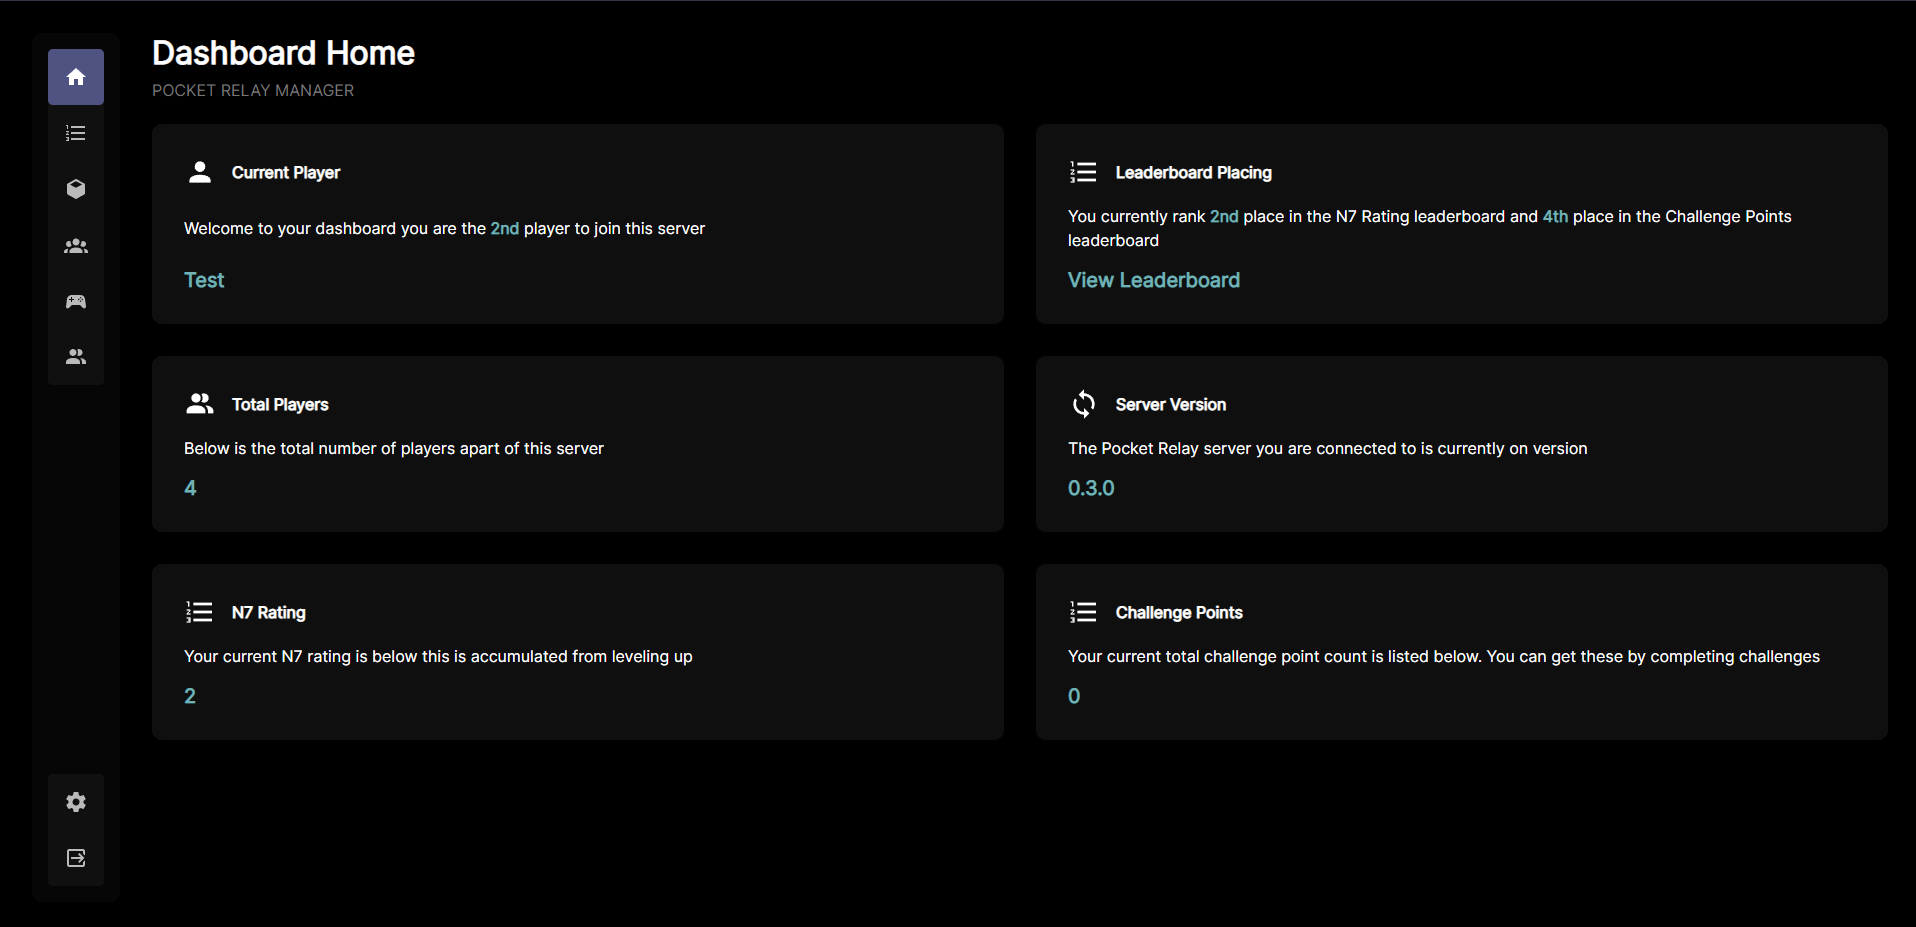 Dashboard Home
POCKET RELAY MANAGER
Current Player
Welcome to your dashboard you are the 2nd player to join this server
Test
Leaderboard Placing
You currently rank 2nd place in the N7 Rating leaderboard and 4th place in the Challenge Points
leaderboard
View Leaderboard
Total Players
Below is the total number of players apart of this server
4
Server Version
The Pocket Relay server you are connected to is currently on version
0.3.0
N7 Rating
Your current N7 rating is below this is accumulated from leveling up
2
Challenge Points
Your current total challenge point count is listed below. You can get these by completing challenges
0